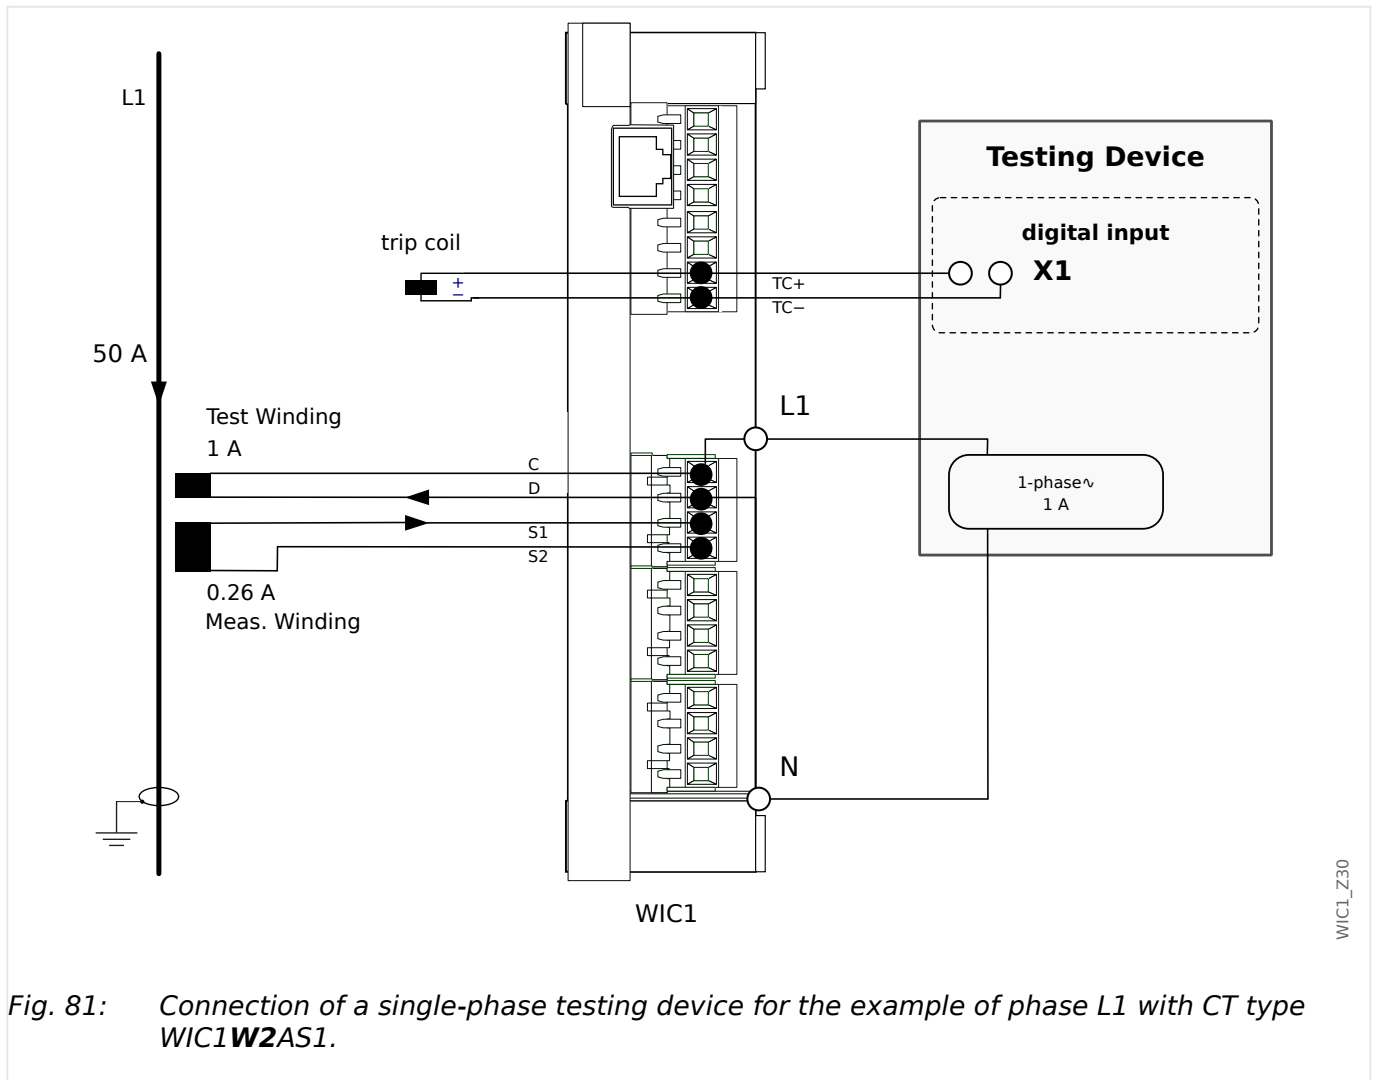 L1
Testing Device
digital input
X1
trip coil
+
−
TC+
TC−
50 A
L1
Test Winding
1 A
C
D
S1
S2
1-phase∿
1 A
0.26 A
Meas. Winding
N
WIC1
WIC1_Z30
Fig. 81: Connection of a single-phase testing device for the example of phase L1 with CT type
WIC1W2AS1.